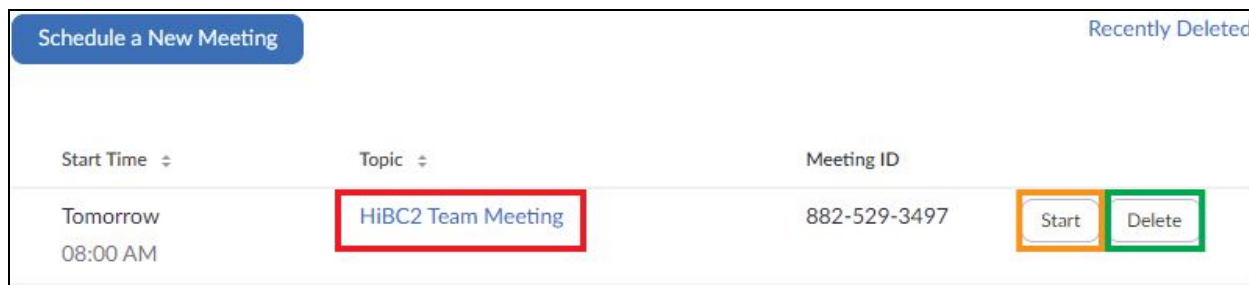 Schedule a New Meeting
Recently Deleted
Start Time Topic Meeting ID
Tomorrow HiBC2 Team Meeting 882-529-3497 Start Delete
08:00 AM